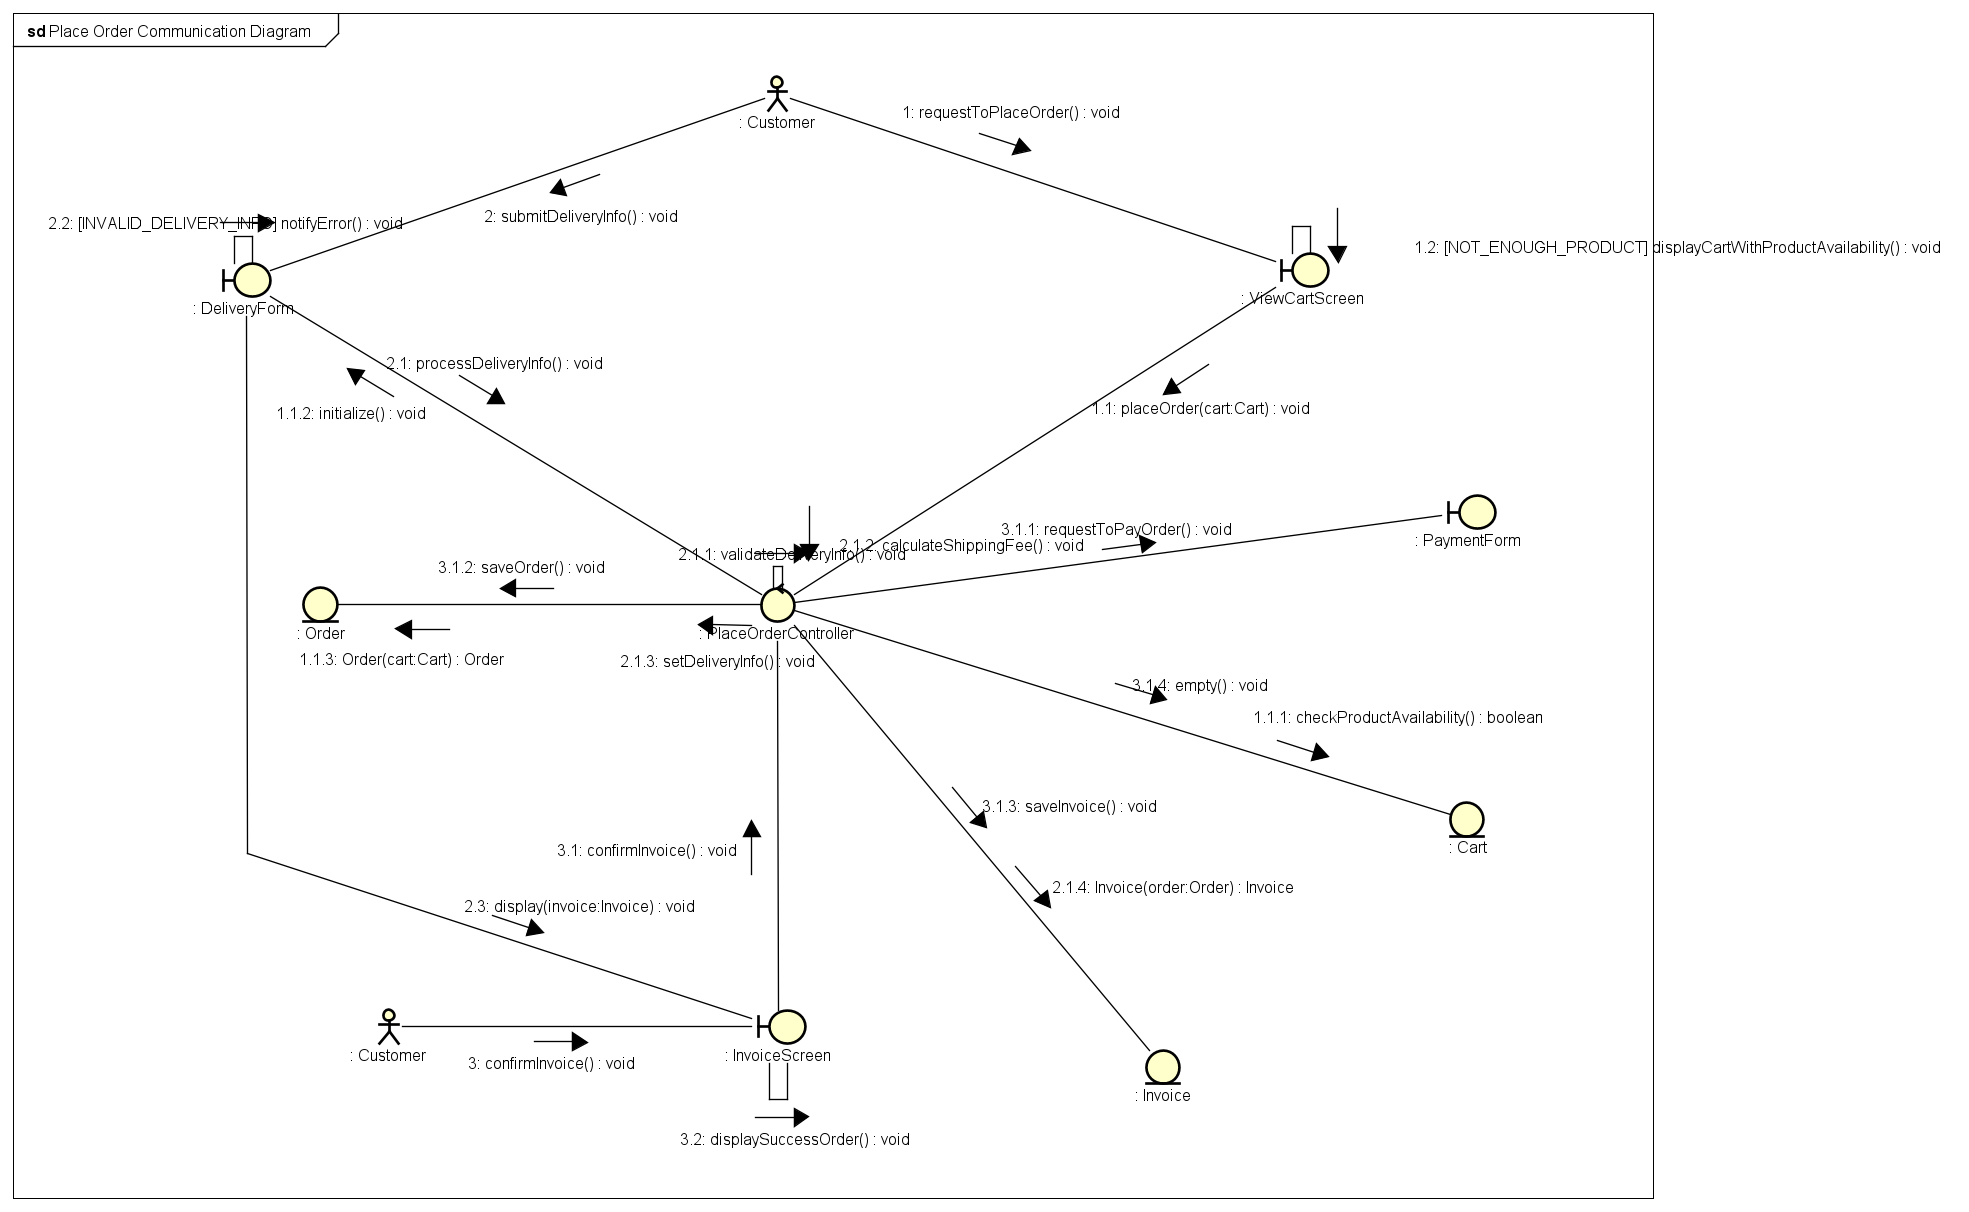 sd Place Order Communication Diagram
: Customer
1: requestToPlaceOrder() : void
2: submitDeliveryInfo() : void
2.2: [INVALID_DELIVERY_INFO] notifyError() : void
1.2: [NOT_ENOUGH_PRODUCT] displayCartWithProductAvailability() : void
: DeliveryForm
: ViewCartScreen
2.1: processDeliveryInfo() : void
1.1.2: initialize() : void
1.1: placeOrder(cart:Cart) : void
3.1.1: requestToPayOrder() : void
: PaymentForm
2.1.2: calculateShippingFee() : void
2.1.1: validateDeliveryInfo() : void
3.1.2: saveOrder() : void
: Order
: PlaceOrderController
1.1.3: Order(cart:Cart) : Order
2.1.3: setDeliveryInfo() : void
3.1.4: empty() : void
1.1.1: checkProductAvailability() : boolean
3.1.3: saveInvoice() : void
3.1: confirmInvoice() : void
: Cart
2.1.4: Invoice(order:Order) : Invoice
2.3: display(invoice:Invoice) : void
: Customer
3: confirmInvoice() : void
: InvoiceScreen
: Invoice
3.2: displaySuccessOrder() : void